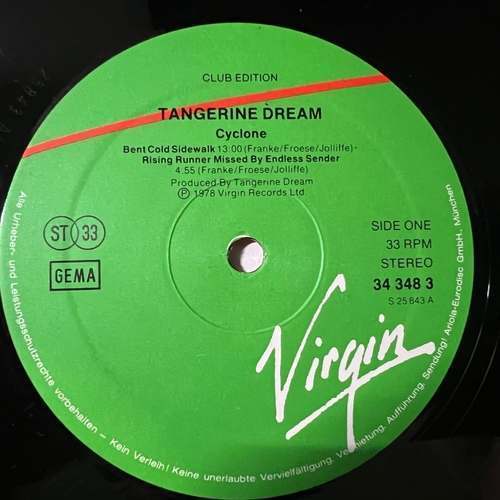 CLUB EDITION
TANGERINE DREAM
Cyclone
Bent Cold Sidewalk 13:00 (Franke/Froese/Jolliffe)-
Rising Runner Missed By Endless Sender
4:55 (Franke/Froese/Jolliffe)
Produced By Tangerine Dream
Ⓟ 1978 Virgin Records Ltd
ST 33
GEMA
SIDE ONE
33 RPM
STEREO
34 348 3
S 25 843 A
Virgin
Alle Urheber- und Leistungsschutzrechte vorbehalten – Kein Verleih! Keine unerlaubte Vervielfältigung, Vermietung, Aufführung, Sendung! Ariola-Eurodisc GmbH., München